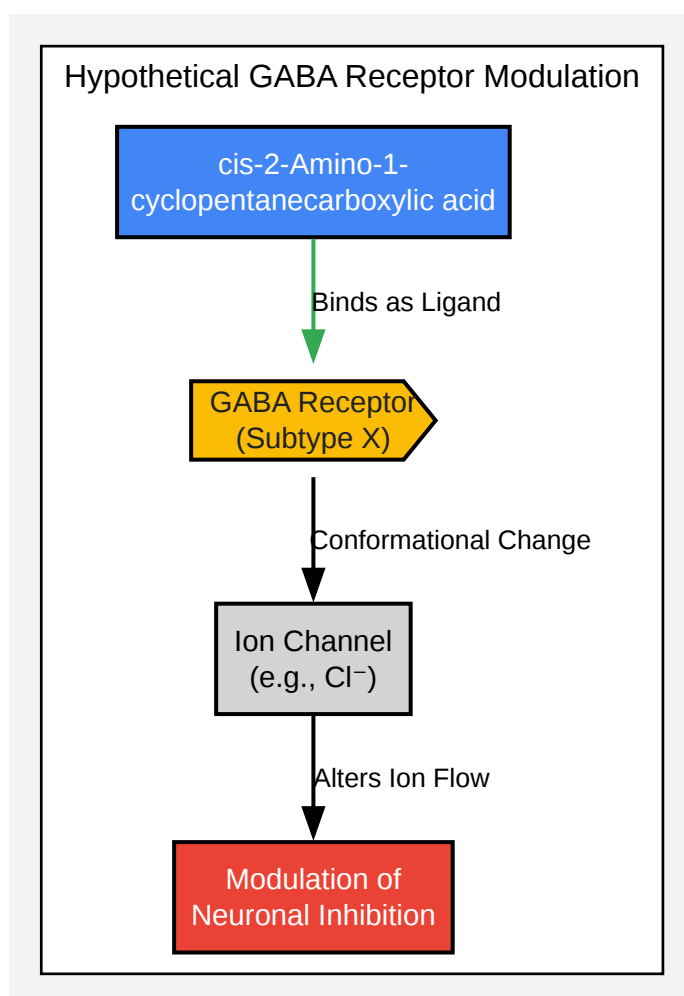 Hypothetical GABA Receptor Modulation
cis-2-Amino-1-
cyclopentanecarboxylic acid
Binds as Ligand
GABA Receptor
(Subtype X)
Conformational Change
Ion Channel
(e.g., Cl⁻)
Alters Ion Flow
Modulation of
Neuronal Inhibition